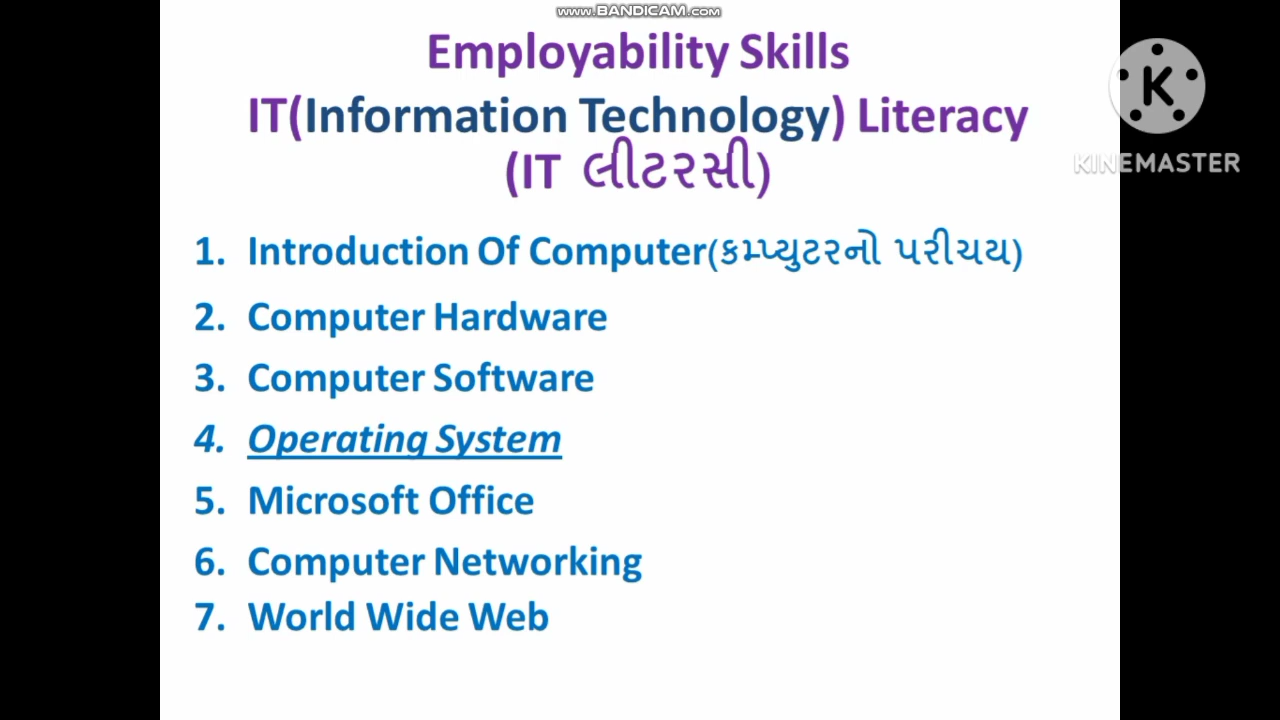 www.BANDICAM.com
Employability Skills
IT(Information Technology) Literacy
(IT લીટરસી)
K
KINEMASTER
1. Introduction Of Computer(કમ્પ્યુટરનો પરીચય)
2. Computer Hardware
3. Computer Software
4. Operating System
5. Microsoft Office
6. Computer Networking
7. World Wide Web